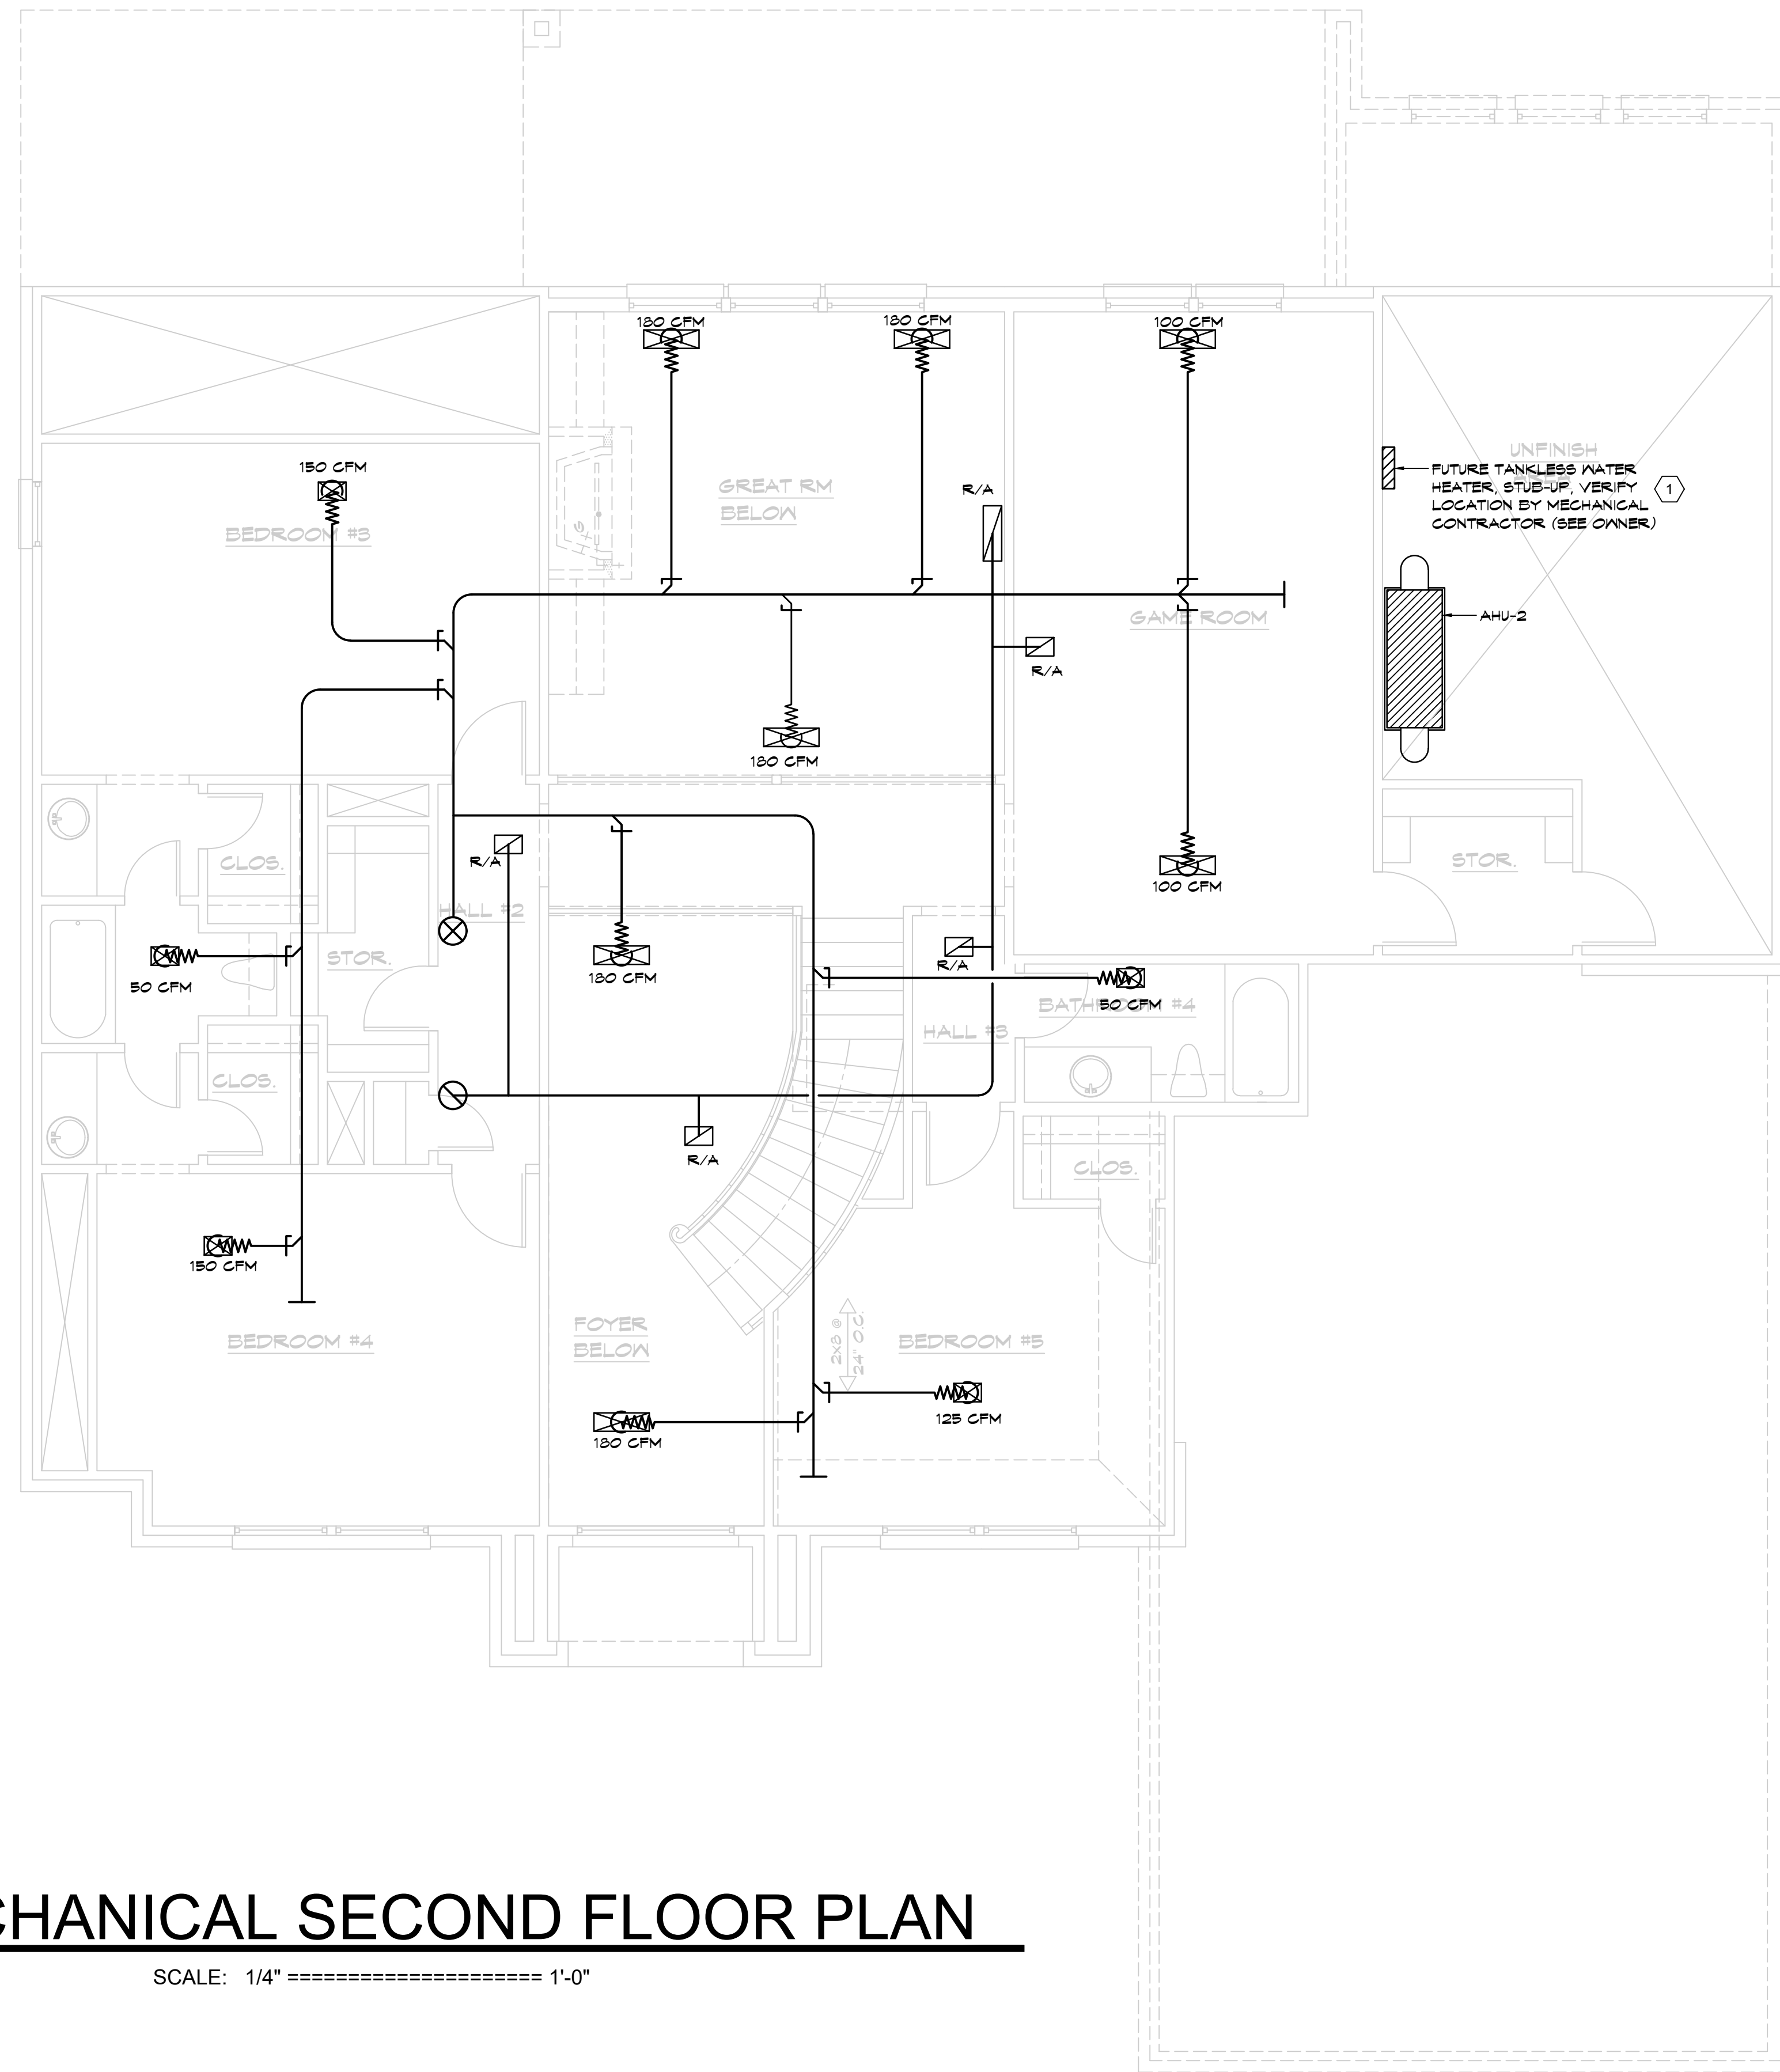 180 CFM
180 CFM
100 CFM
150 CFM
BEDROOM #3
GREAT RM
BELOW
R/A
UNFINISH
AREA
FUTURE TANKLESS WATER
HEATER, STUB-UP, VERIFY
LOCATION BY MECHANICAL
CONTRACTOR (SEE OWNER)
1
GAME ROOM
AHU-2
R/A
180 CFM
CLOS.
R/A
100 CFM
STOR.
HALL #2
STOR.
50 CFM
180 CFM
R/A
50 CFM
BATHROOM #4
HALL #3
CLOS.
R/A
CLOS.
150 CFM
BEDROOM #4
FOYER
BELOW
2x8 @
24" O.C.
BEDROOM #5
125 CFM
180 CFM
CHANICAL SECOND FLOOR PLAN
SCALE: 1/4" ===================== 1'-0"